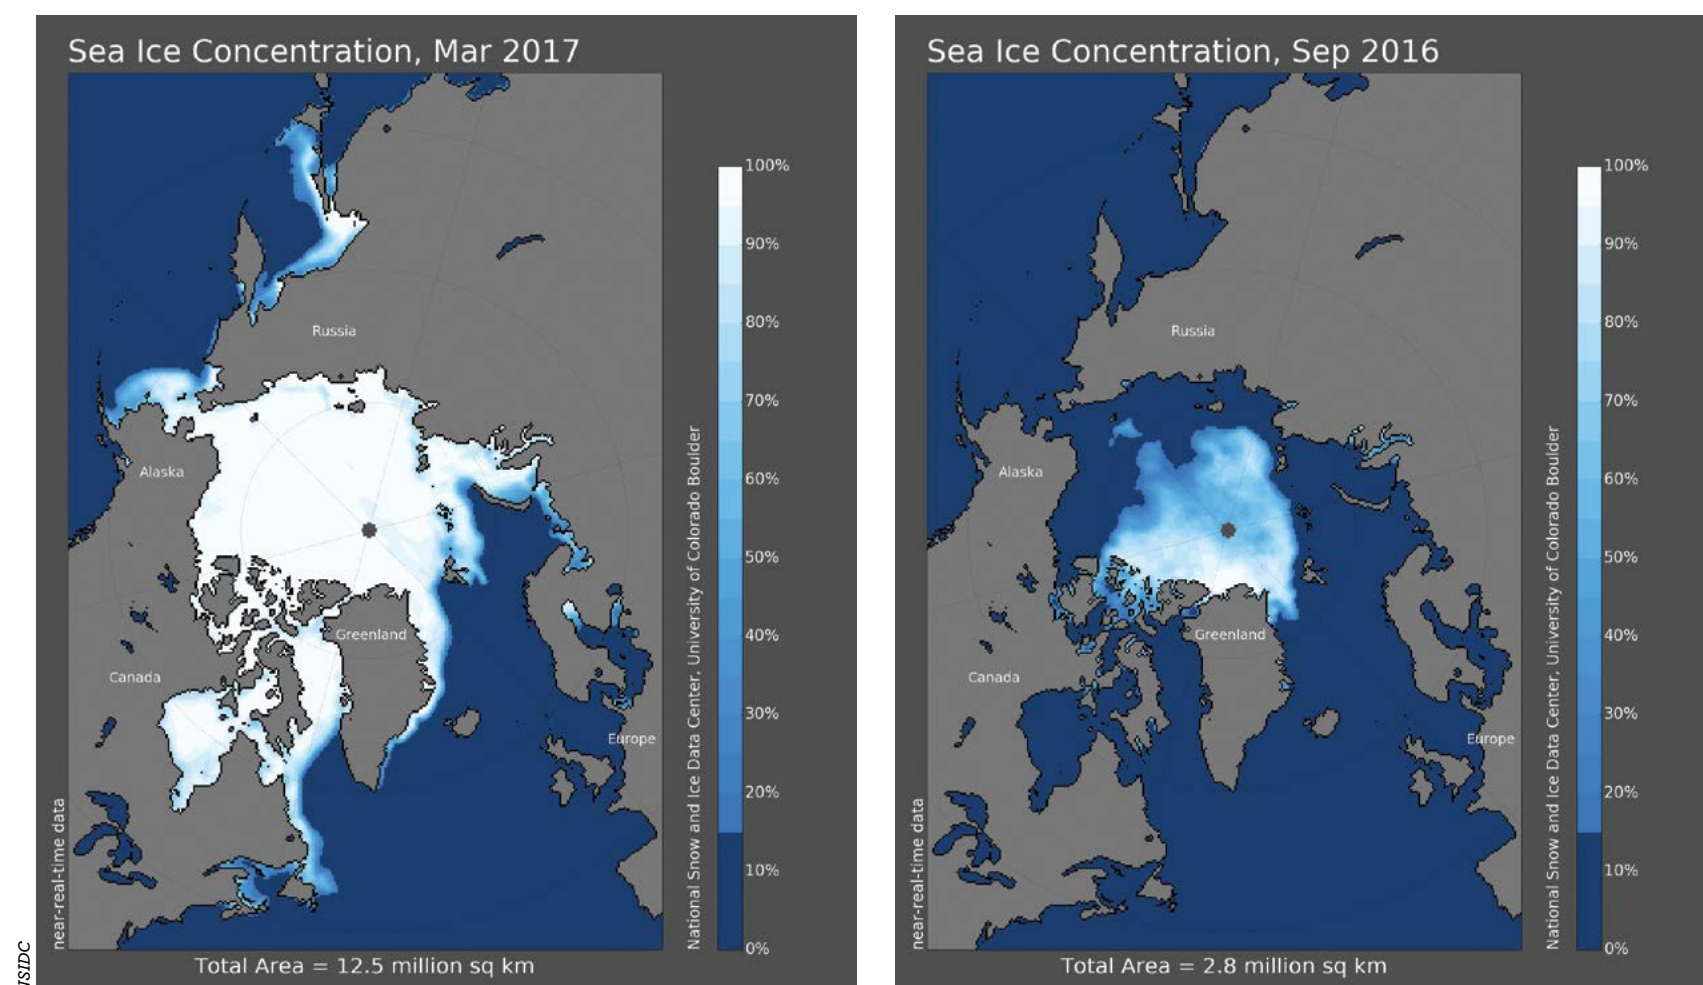 Sea Ice Concentration, Mar 2017
Russia
Alaska
Greenland
Canada
Europe
100%
90%
80%
70%
60%
50%
40%
30%
20%
10%
0%
National Snow and Ice Data Center, University of Colorado Boulder
near-real-time data
Total Area = 12.5 million sq km
Sea Ice Concentration, Sep 2016
Russia
Alaska
Greenland
Canada
Europe
100%
90%
80%
70%
60%
50%
40%
30%
20%
10%
0%
National Snow and Ice Data Center, University of Colorado Boulder
near-real-time data
Total Area = 2.8 million sq km